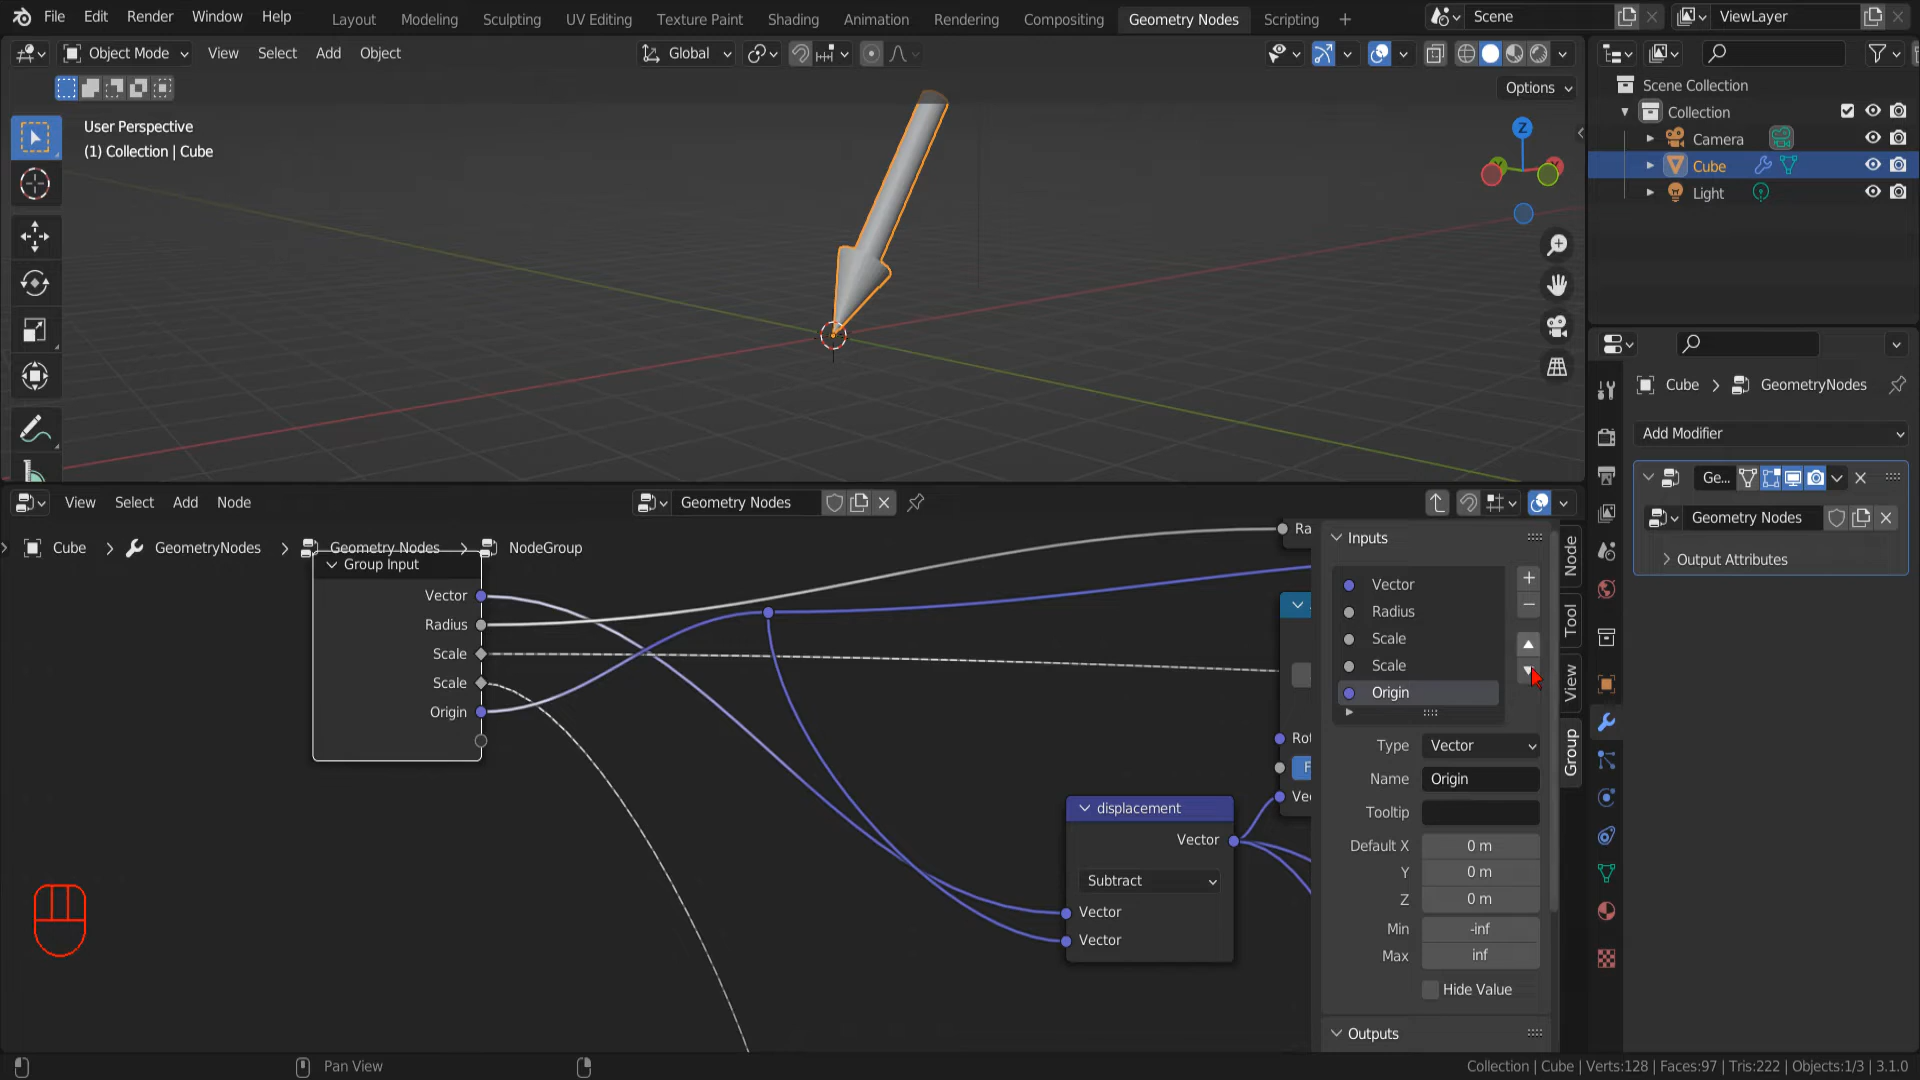 File Edit Render Window Help Layout Modeling Sculpting UV Editing Texture Paint Shading Animation Rendering Compositing Geometry Nodes Scripting + Scene ViewLayer
Object Mode View Select Add Object Global
Options
User Perspective
(1) Collection | Cube
Z
Scene Collection
Collection
Camera
Cube
Light
Cube > GeometryNodes
Add Modifier
Ge...
Geometry Nodes
Output Attributes
View Select Add Node Geometry Nodes
Cube > GeometryNodes > Geometry Nodes > NodeGroup
Group Input
Vector
Radius
Scale
Scale
Origin
displacement
Vector
Subtract
Vector
Vector
Ra
Rot
F
Vec
Inputs
Vector
Radius
Scale
Scale
Origin
Type Vector
Name Origin
Tooltip
Default X 0 m
Y 0 m
Z 0 m
Min -inf
Max inf
Hide Value
Outputs
Node
Tool
View
Group
Pan View
Collection | Cube | Verts:128 | Faces:97 | Tris:222 | Objects:1/3 | 3.1.0